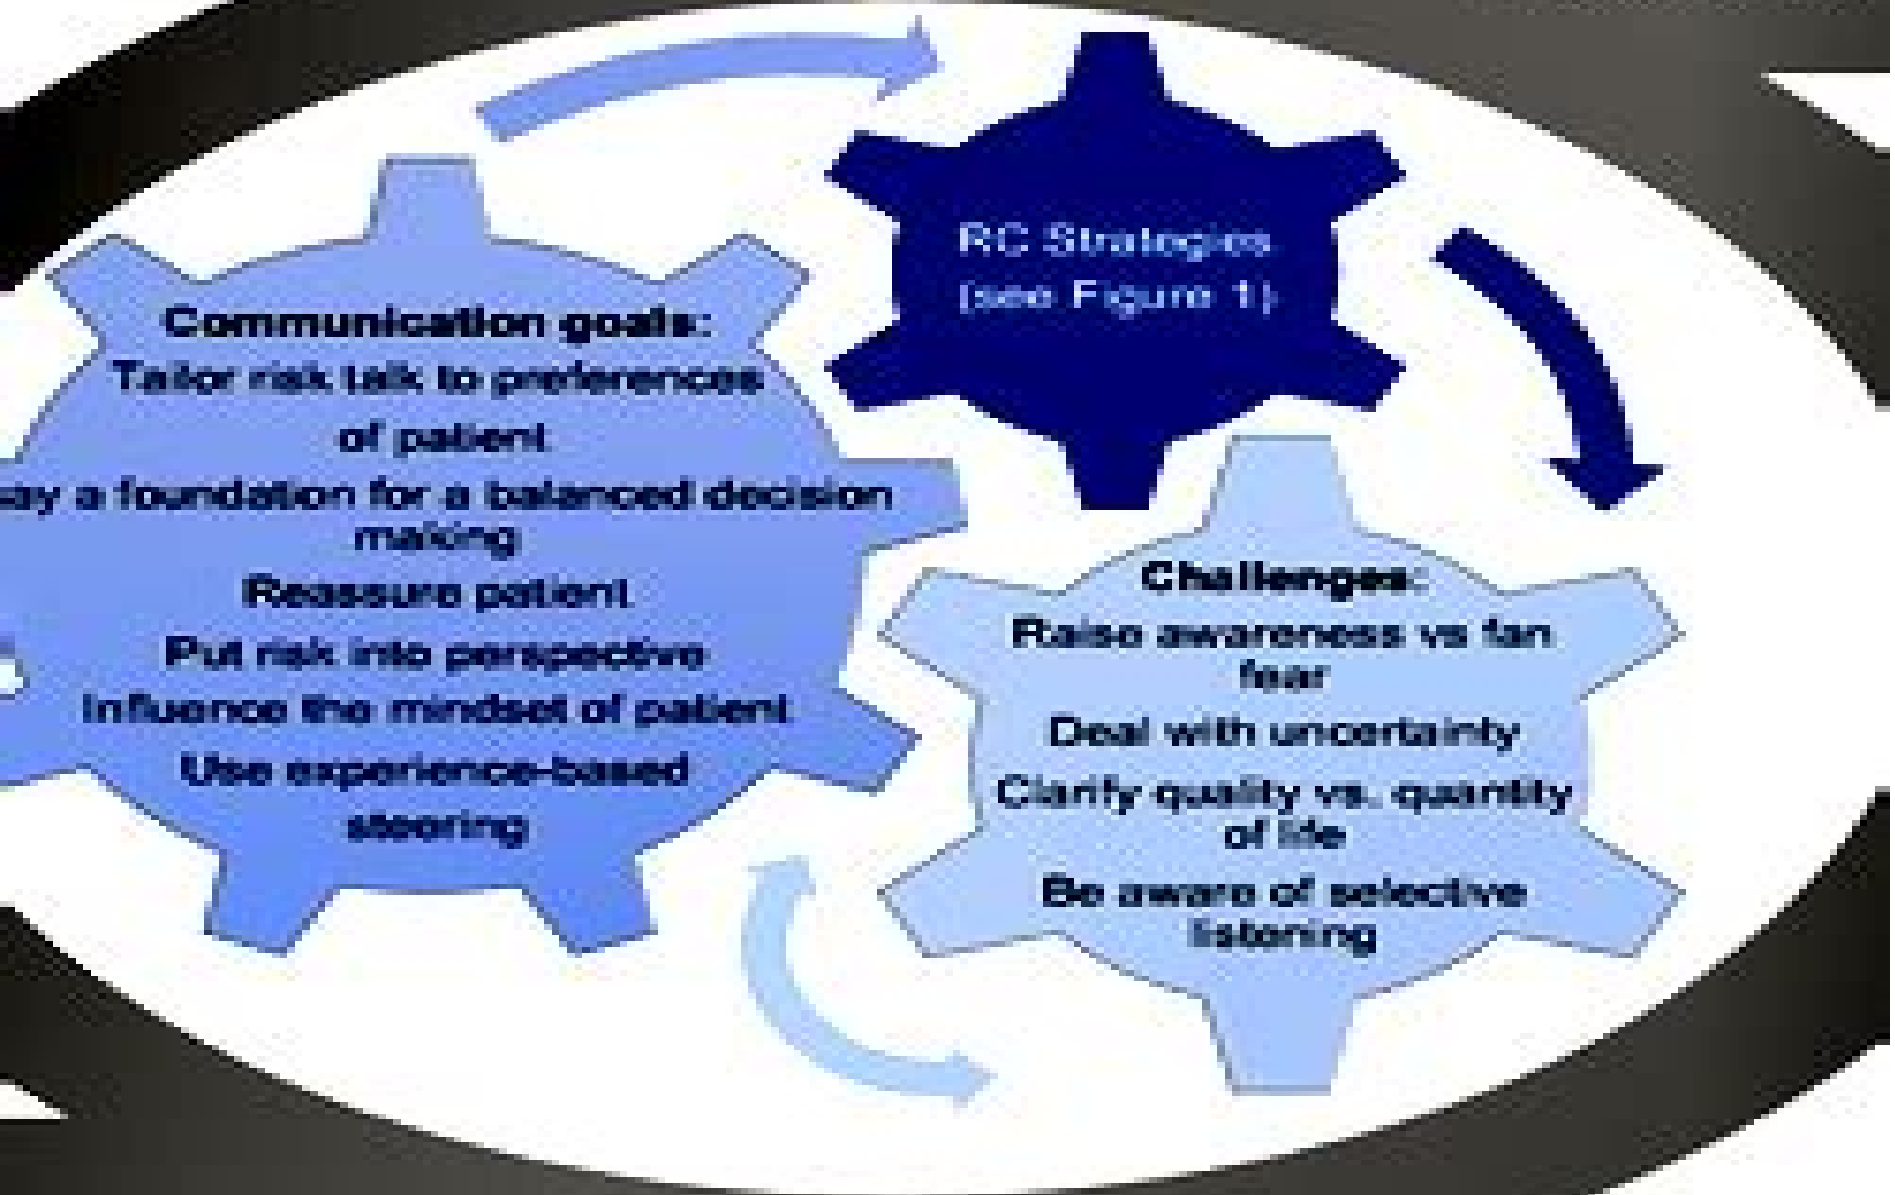 RC Strategies
(see Figure 1)
Communication goals:
Tailor risk talk to preferences
of patient
a foundation for a balanced decision
making
Reassure patient
Put risk into perspective
Influence the mindset of patient
Use experience-based
steering
Challenges:
Raise awareness vs fan
fear
Deal with uncertainty
Clarify quality vs. quantity
of life
Be aware of selective
listening